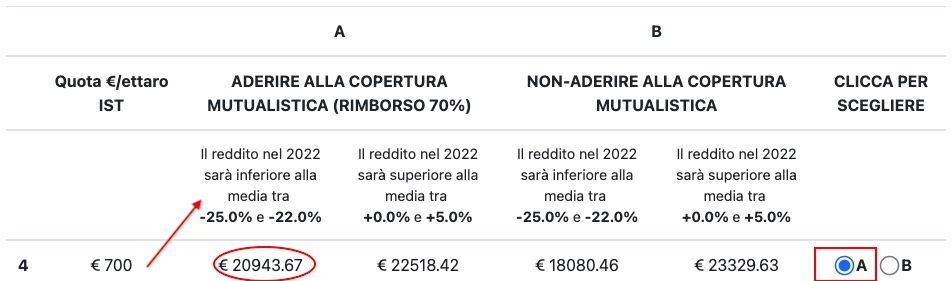 A B
Quota €/ettaro IST ADERIRE ALLA COPERTURA MUTUALISTICA (RIMBORSO 70%) NON-ADERIRE ALLA COPERTURA MUTUALISTICA CLICCA PER SCEGLIERE
Il reddito nel 2022
sarà inferiore alla
media tra
-25.0% e -22.0%
Il reddito nel 2022
sarà superiore alla
media tra
+0.0% e +5.0%
Il reddito nel 2022
sarà inferiore alla
media tra
-25.0% e -22.0%
Il reddito nel 2022
sarà superiore alla
media tra
+0.0% e +5.0%
4 € 700 € 20943.67 € 22518.42 € 18080.46 € 23329.63 A B